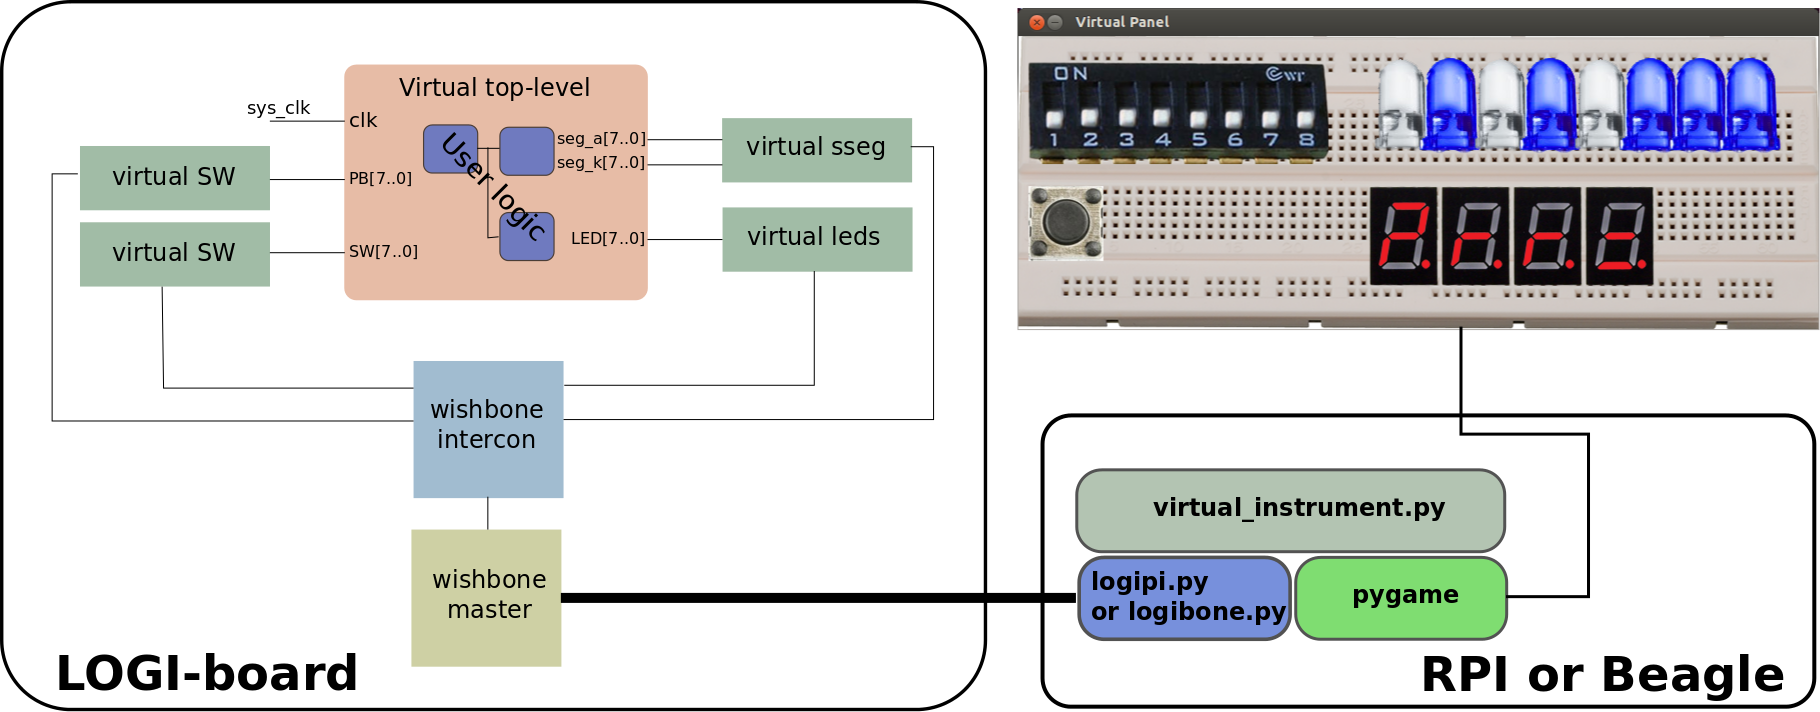 Virtual Panel
ON
1 2 3 4 5 6 7 8
Virtual top-level
sys_clk
clk
User logic
seg_a[7..0]
seg_k[7..0]
virtual sseg
virtual SW
PB[7..0]
virtual SW
SW[7..0]
LED[7..0]
virtual leds
wishbone
intercon
wishbone
master
LOGI-board
virtual_instrument.py
logipi.py
or logibone.py
pygame
RPI or Beagle